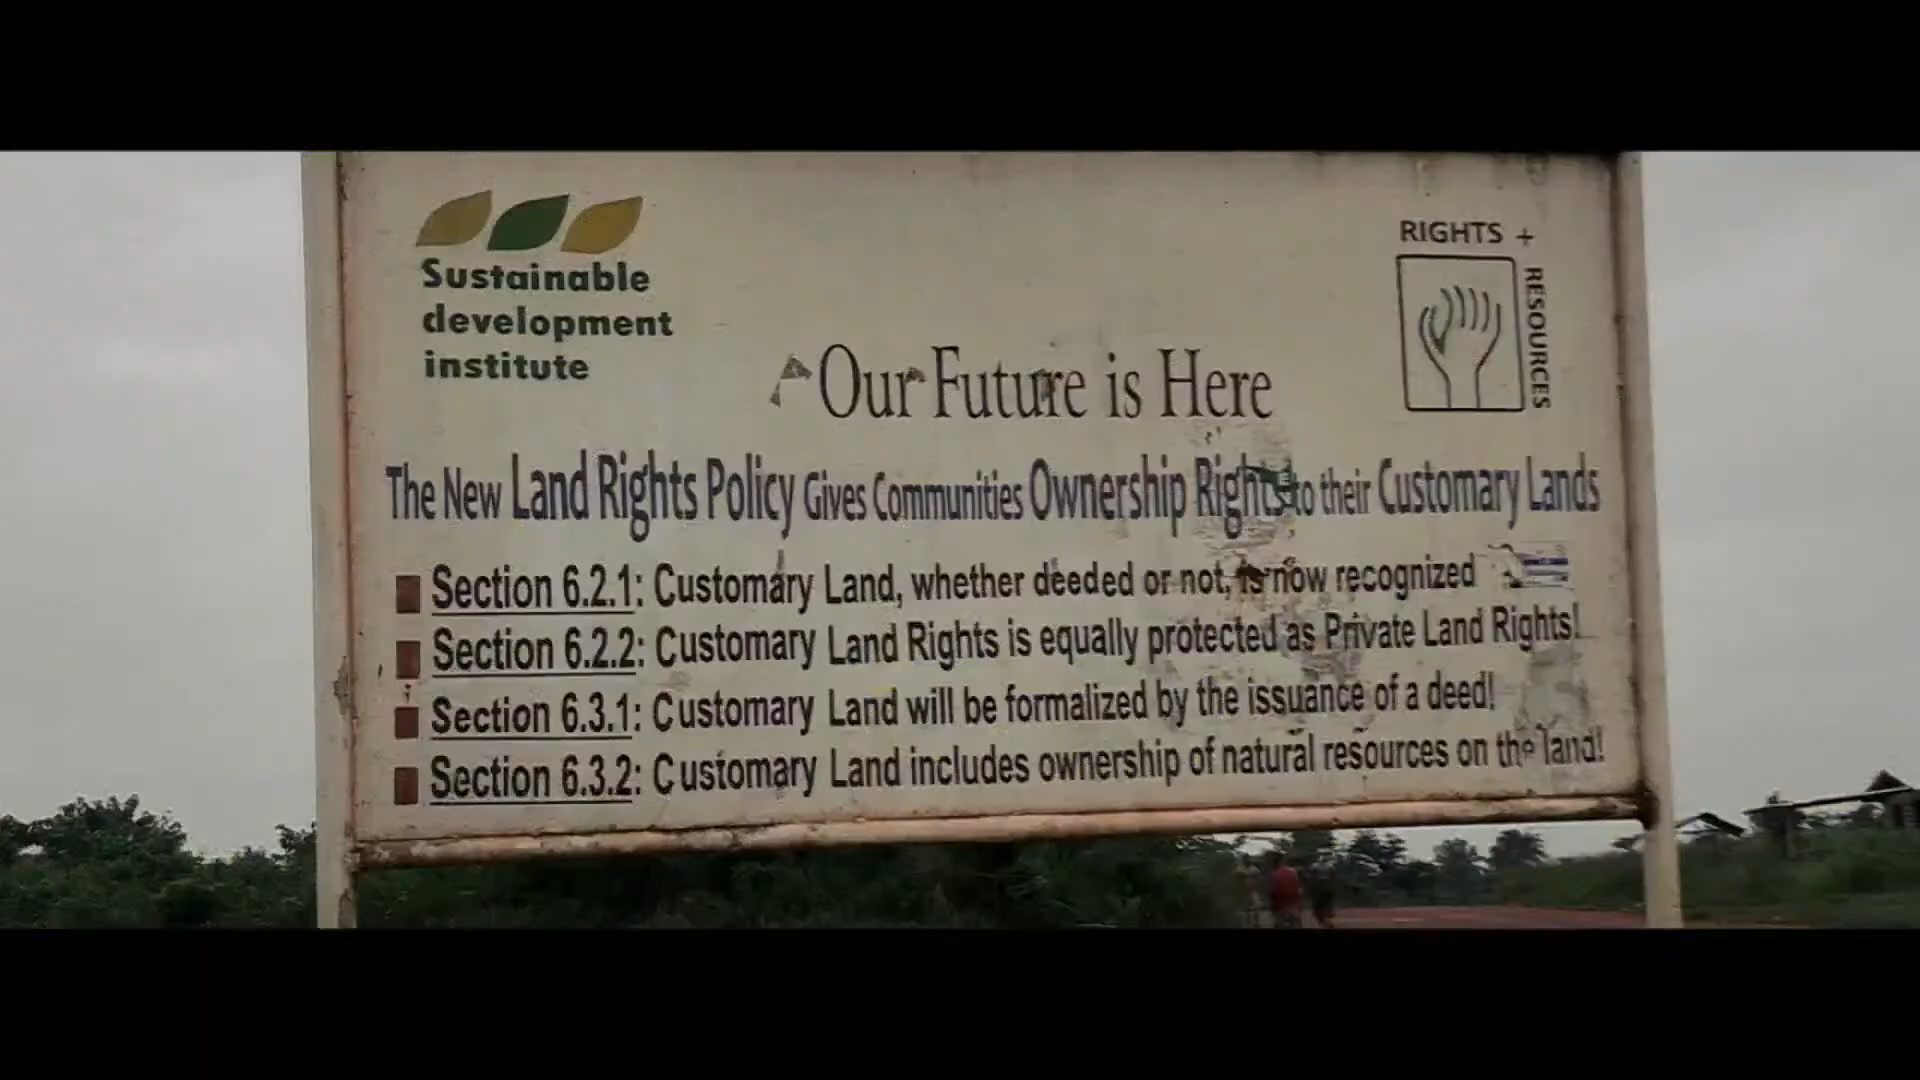 Sustainable
development
institute
RIGHTS +
RESOURCES
Our Future is Here
The New Land Rights Policy Gives Communities Ownership Rights to their Customary Lands
Section 6.2.1: Customary Land, whether deeded or not, is now recognized
Section 6.2.2: Customary Land Rights is equally protected as Private Land Rights!
Section 6.3.1: Customary Land will be formalized by the issuance of a deed!
Section 6.3.2: Customary Land includes ownership of natural resources on the land!